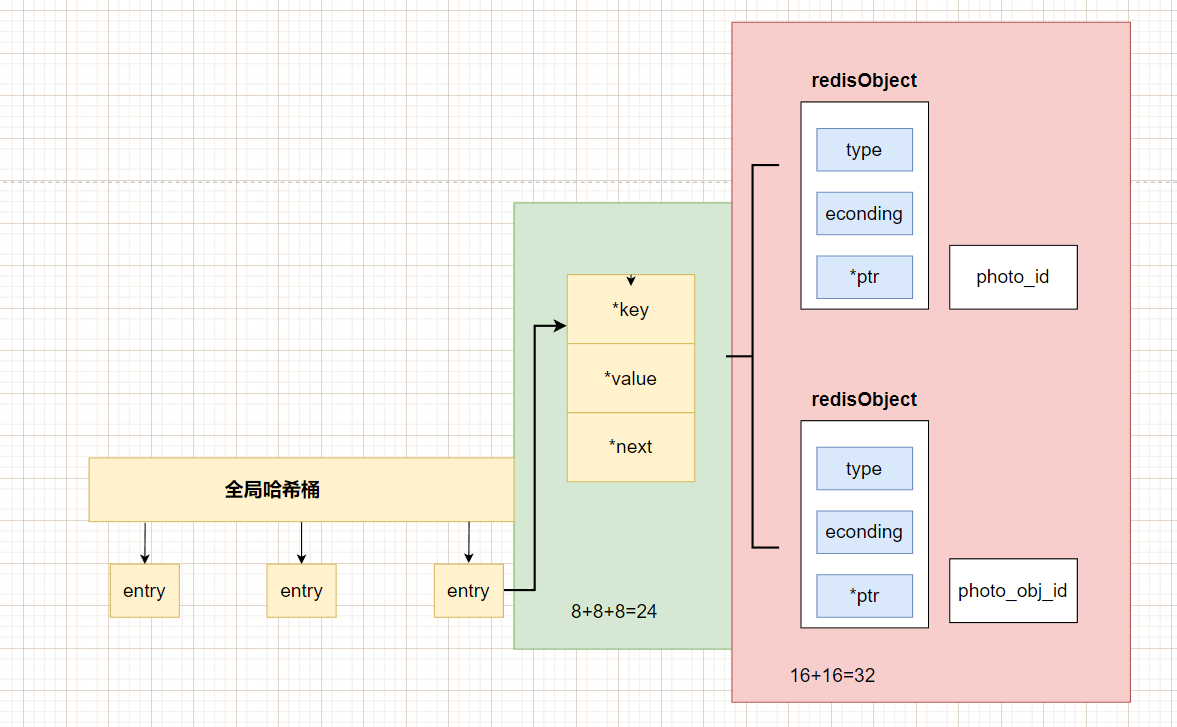 全局哈希桶
entry
entry
entry
*key
*value
*next
8+8+8=24
redisObject
type
econding
*ptr
photo_id
redisObject
type
econding
*ptr
photo_obj_id
16+16=32